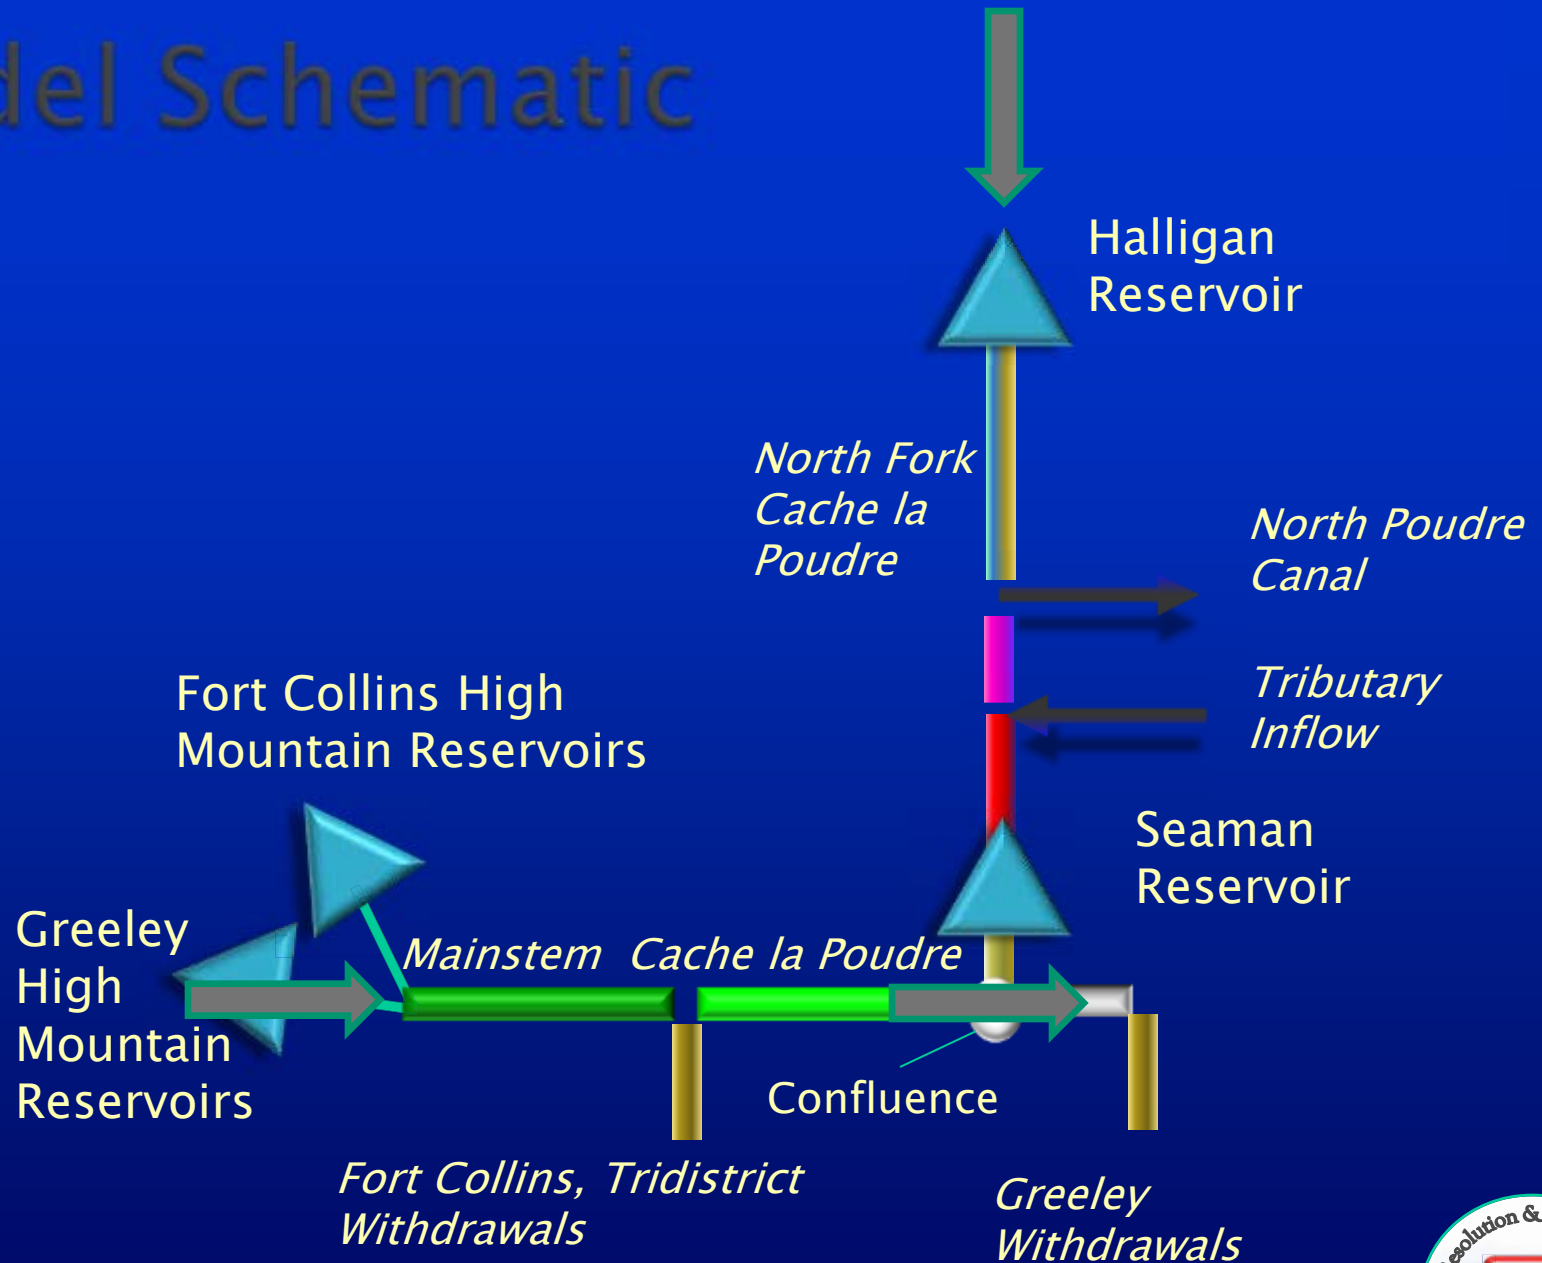 del Schematic
Halligan
Reservoir
North Fork
Cache la
Poudre
North Poudre
Canal
Tributary
Inflow
Fort Collins High
Mountain Reservoirs
Seaman
Reservoir
Greeley
High
Mountain
Reservoirs
Mainstem Cache la Poudre
Confluence
Fort Collins, Tridistrict
Withdrawals
Greeley
Withdrawals
esolution &